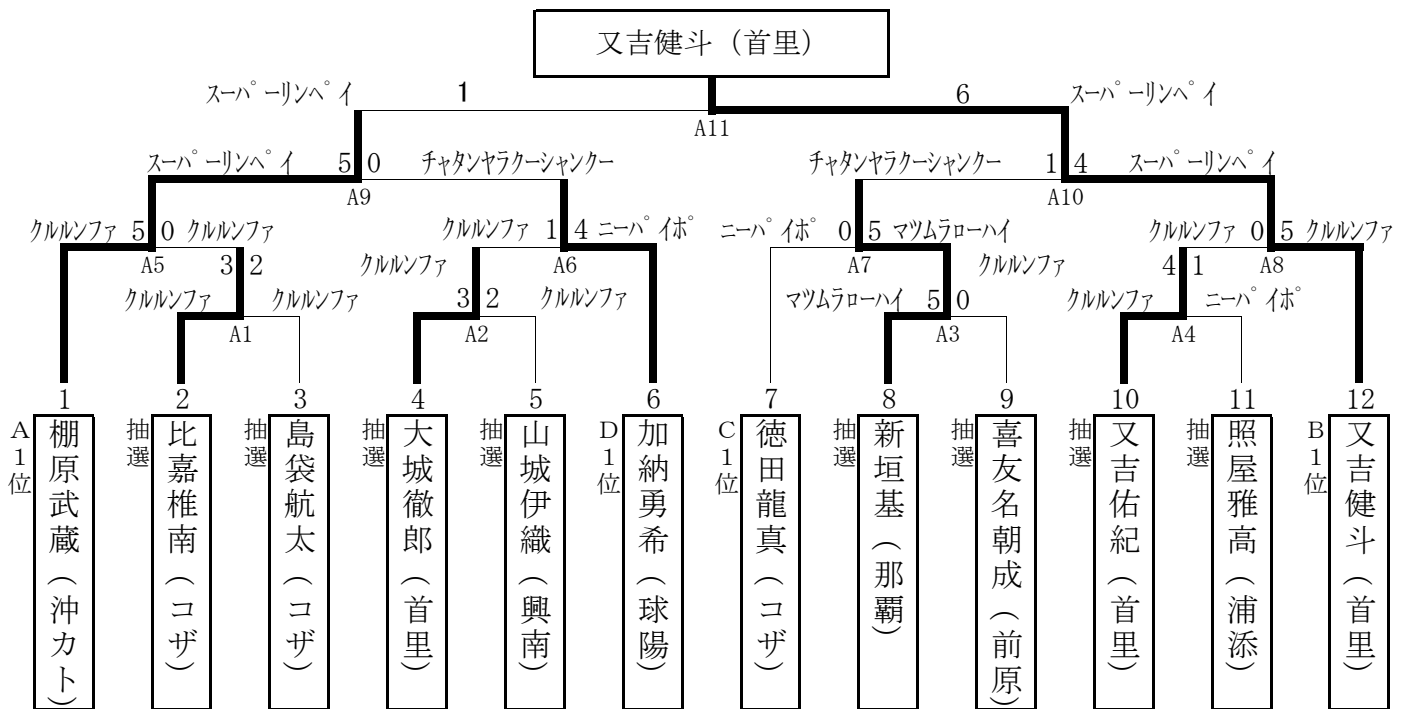 又吉健斗（首里）
スーパーリンペイ 1 6 スーパーリンペイ
A11
スーパーリンペイ 5 0 チャタンヤラクーシャンクー チャタンヤラクーシャンクー 1 4 スーパーリンペイ
A9 A10
クルルンファ 5 0 クルルンファ クルルンファ 1 4 ニーパイポ ニーパイポ 0 5 マツムラローハイ クルルンファ 0 5 クルルンファ
A5 3 2 クルルンファ A6 A7 クルルンファ 4 1 A8
クルルンファ クルルンファ 3 2 クルルンファ マツムラローハイ 5 0 クルルンファ ニーパイポ
A1 A2 A3 A4
1 2 3 4 5 6 7 8 9 10 11 12
A1位
棚原武蔵（沖カト）
抽選
比嘉椎南（コザ）
抽選
島袋航太（コザ）
抽選
大城徹郎（首里）
抽選
山城伊織（興南）
D1位
加納勇希（球陽）
C1位
徳田龍真（コザ）
抽選
新垣基（那覇）
抽選
喜友名朝成（前原）
抽選
又吉佑紀（首里）
抽選
照屋雅高（浦添）
B1位
又吉健斗（首里）